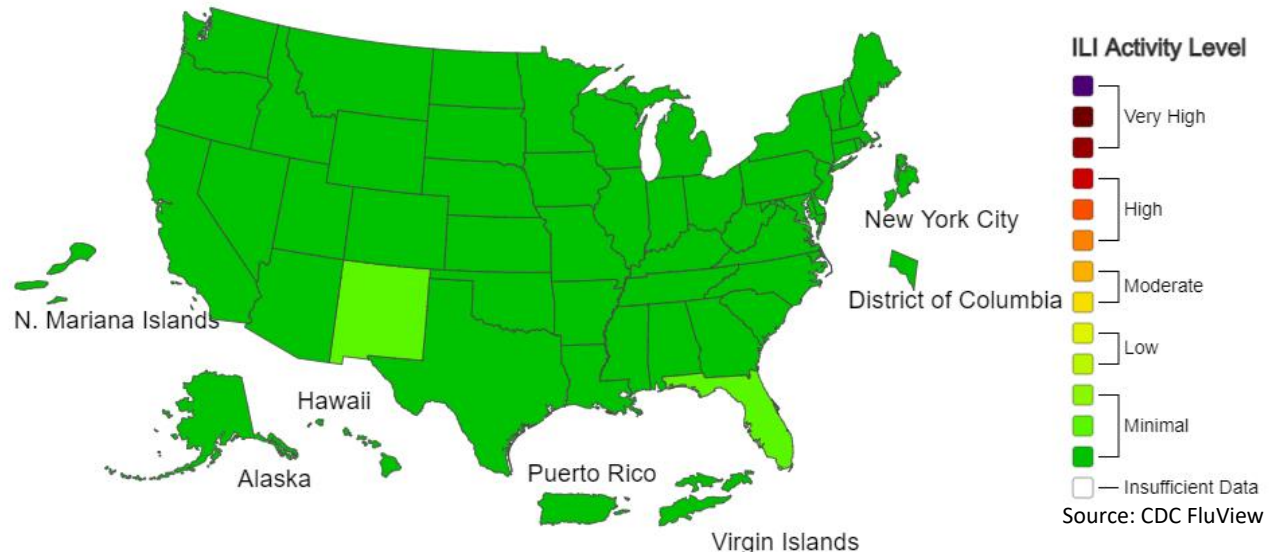 ILI Activity Level
Very High
High
Moderate
Low
Minimal
Insufficient Data
Source: CDC FluView
New York City
District of Columbia
N. Mariana Islands
Hawaii
Alaska
Puerto Rico
Virgin Islands